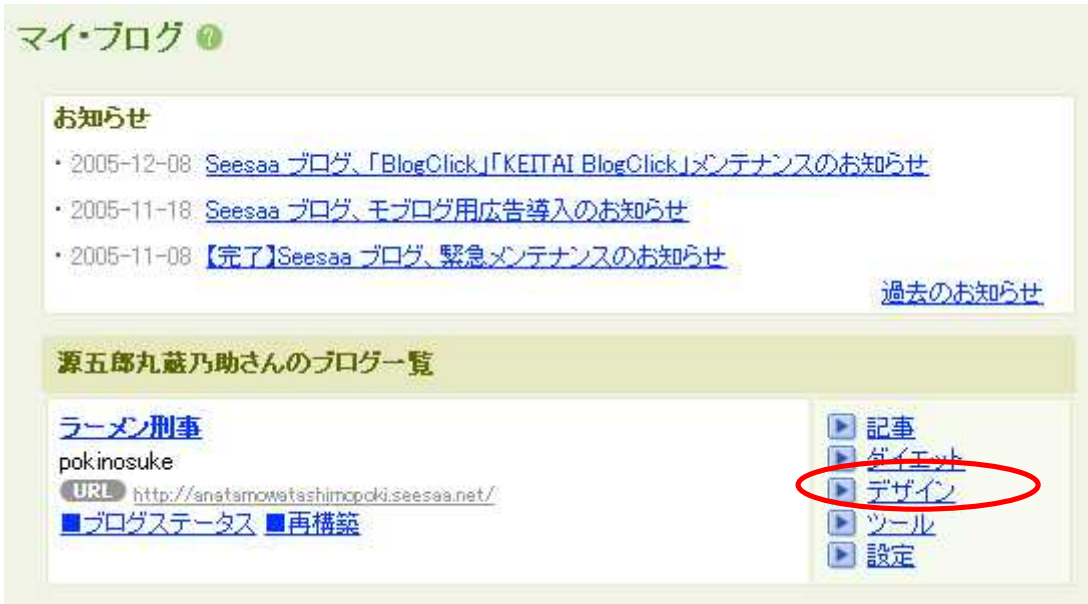 マイ・ブログ ?
お知らせ
・2005-12-08 Seesaa ブログ、「BlogClick」「KEITAI BlogClick」メンテナンスのお知らせ
・2005-11-18 Seesaa ブログ、モブログ用広告導入のお知らせ
・2005-11-08 【完了】Seesaa ブログ、緊急メンテナンスのお知らせ
過去のお知らせ
源五郎丸蔵乃助さんのブログ一覧
ラーメン刑事
pokinosuke
URL http://anatamowatashimopoki.seesaa.net/
■ブログステータス ■再構築
記事
ダイエット
デザイン
ツール
設定